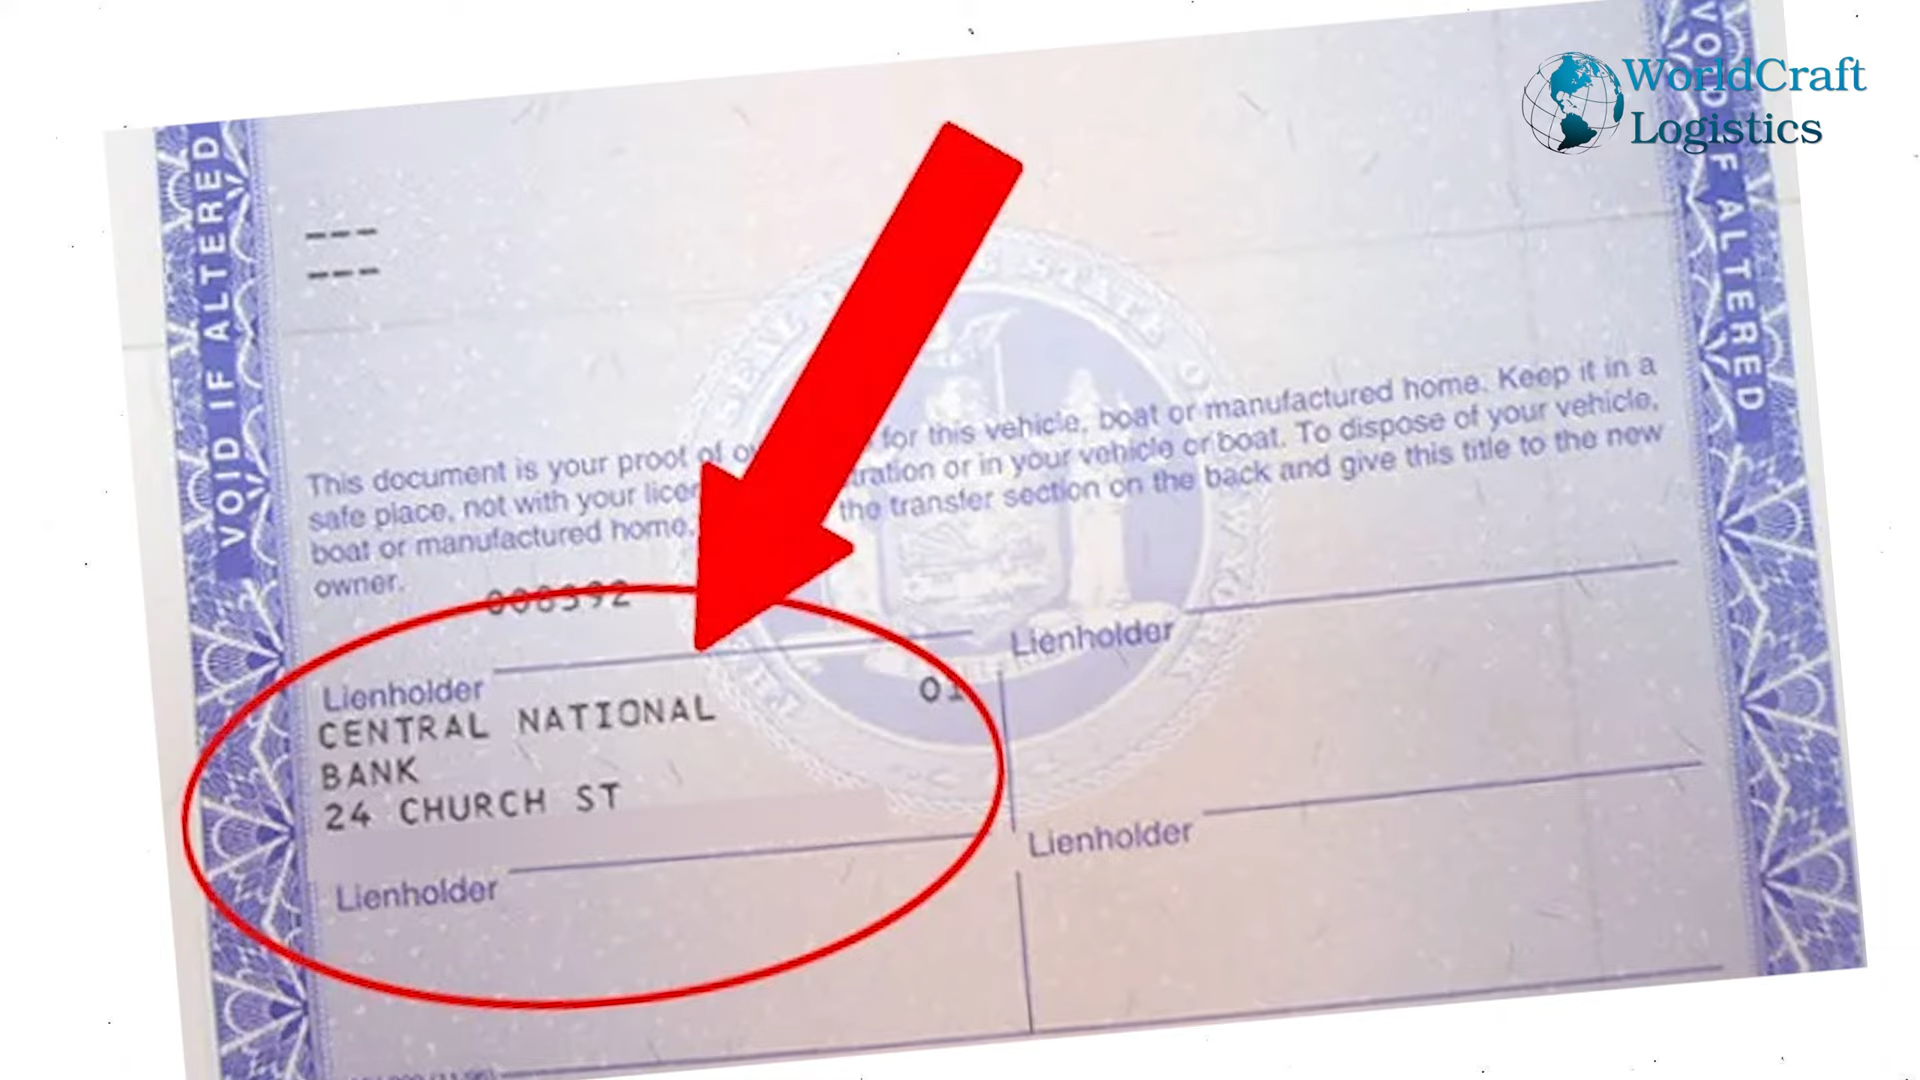 WorldCraft
Logistics
VOID IF ALTERED
VOID IF ALTERED
---
---
This document is your proof of for this vehicle, boat or manufactured home. Keep it in a
safe place, not with your or in your vehicle or boat. To dispose of your vehicle,
boat or manufactured home, the transfer section on the back and give this title to the new
owner.
008392
Lienholder
CENTRAL NATIONAL 01
BANK
24 CHURCH ST
Lienholder
Lienholder
Lienholder